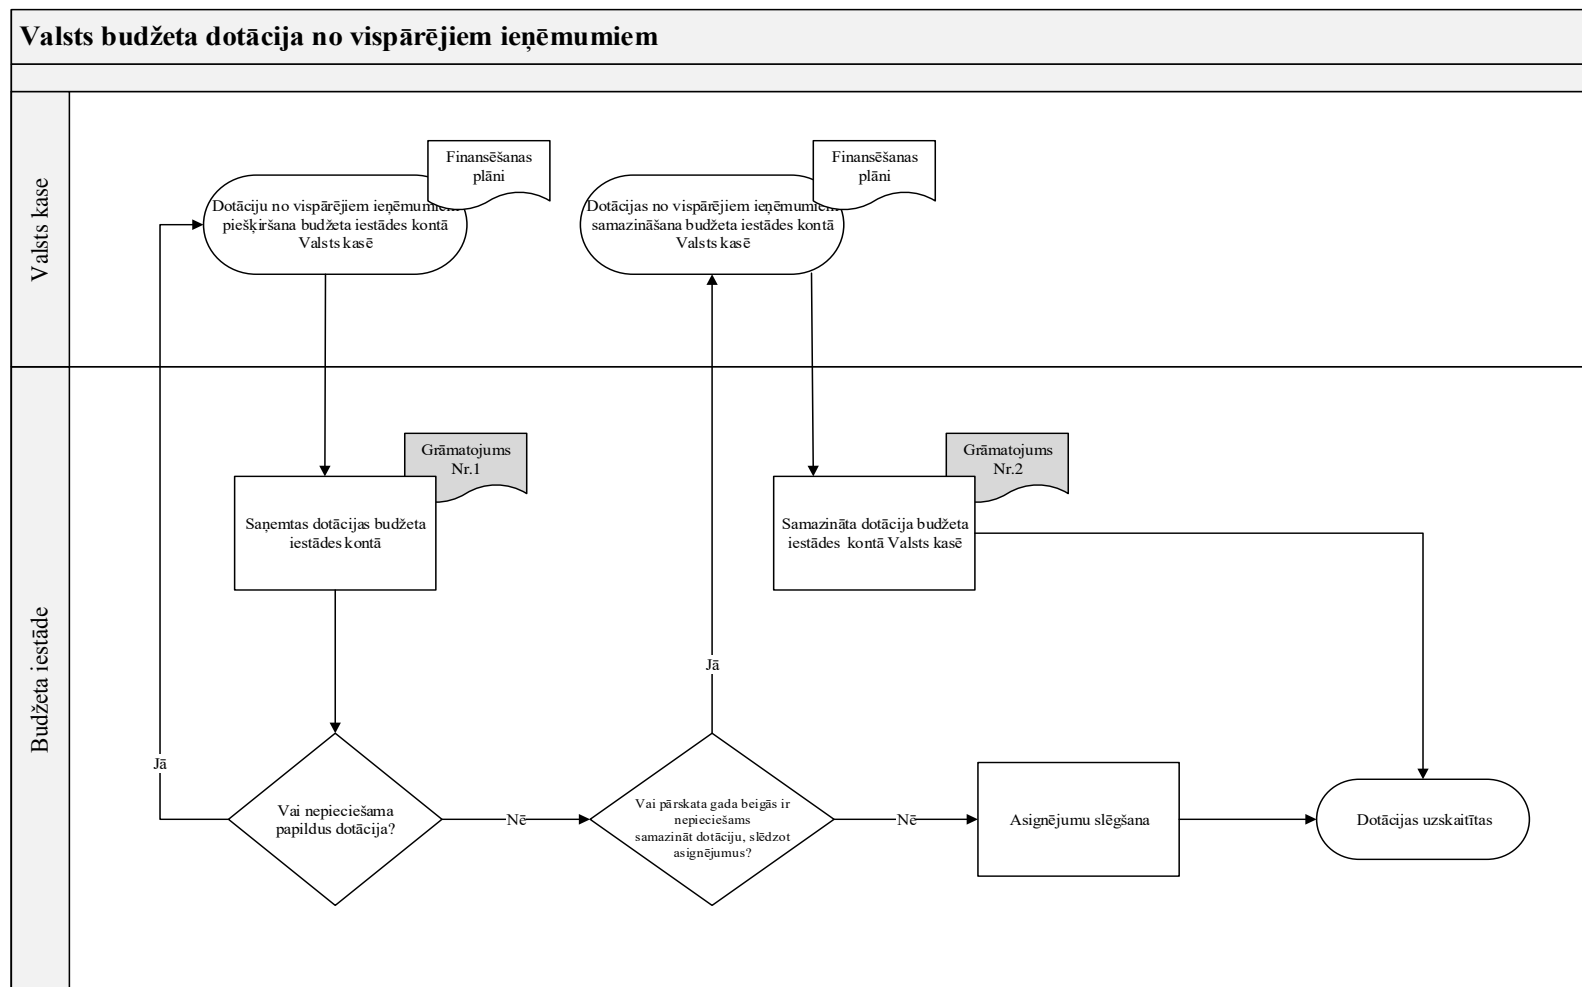 Valsts budžeta dotācija no vispārējiem ieņēmumiem
Valsts kase
Finansēšanas
plāni
Dotāciju no vispārējiem ieņēmumiem
piešķiršana budžeta iestādes kontā
Valsts kasē
Finansēšanas
plāni
Dotācijas no vispārējiem ieņēmumiem
samazināšana budžeta iestādes kontā
Valsts kasē
Budžeta iestāde
Grāmatojums
Nr.1
Saņemtas dotācijas budžeta
iestādes kontā
Grāmatojums
Nr.2
Samazināta dotācija budžeta
iestādes kontā Valsts kasē
Jā
Jā
Vai nepieciešama
papildus dotācija?
Nē
Vai pārskata gada beigās ir
nepieciešams
samazināt dotāciju, slēdzot
asignējumus?
Nē
Asignējumu slēgšana
Dotācijas uzskaitītas